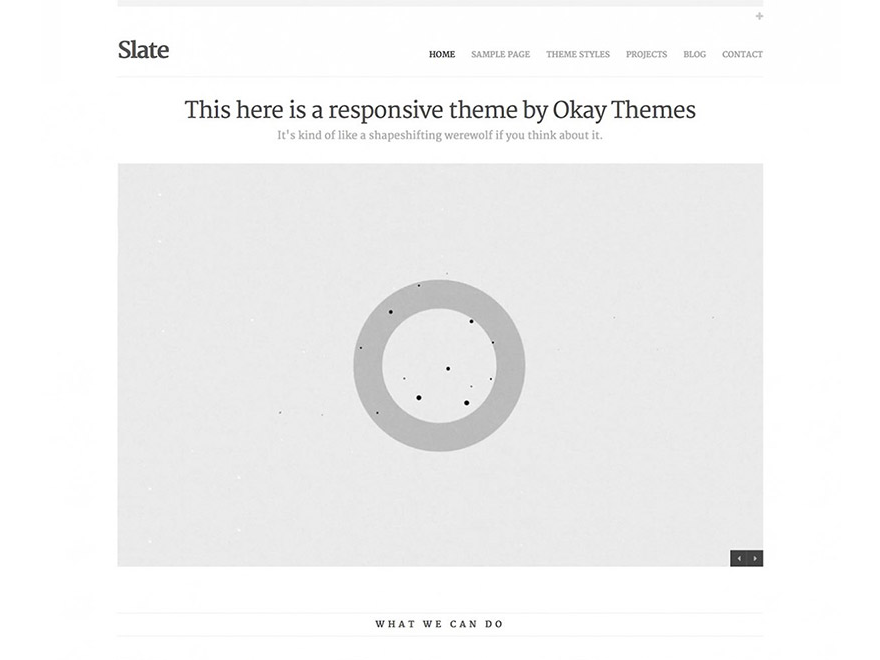 Slate
HOME SAMPLE PAGE THEME STYLES PROJECTS BLOG CONTACT
This here is a responsive theme by Okay Themes
It's kind of like a shapeshifting werewolf if you think about it.
WHAT WE CAN DO